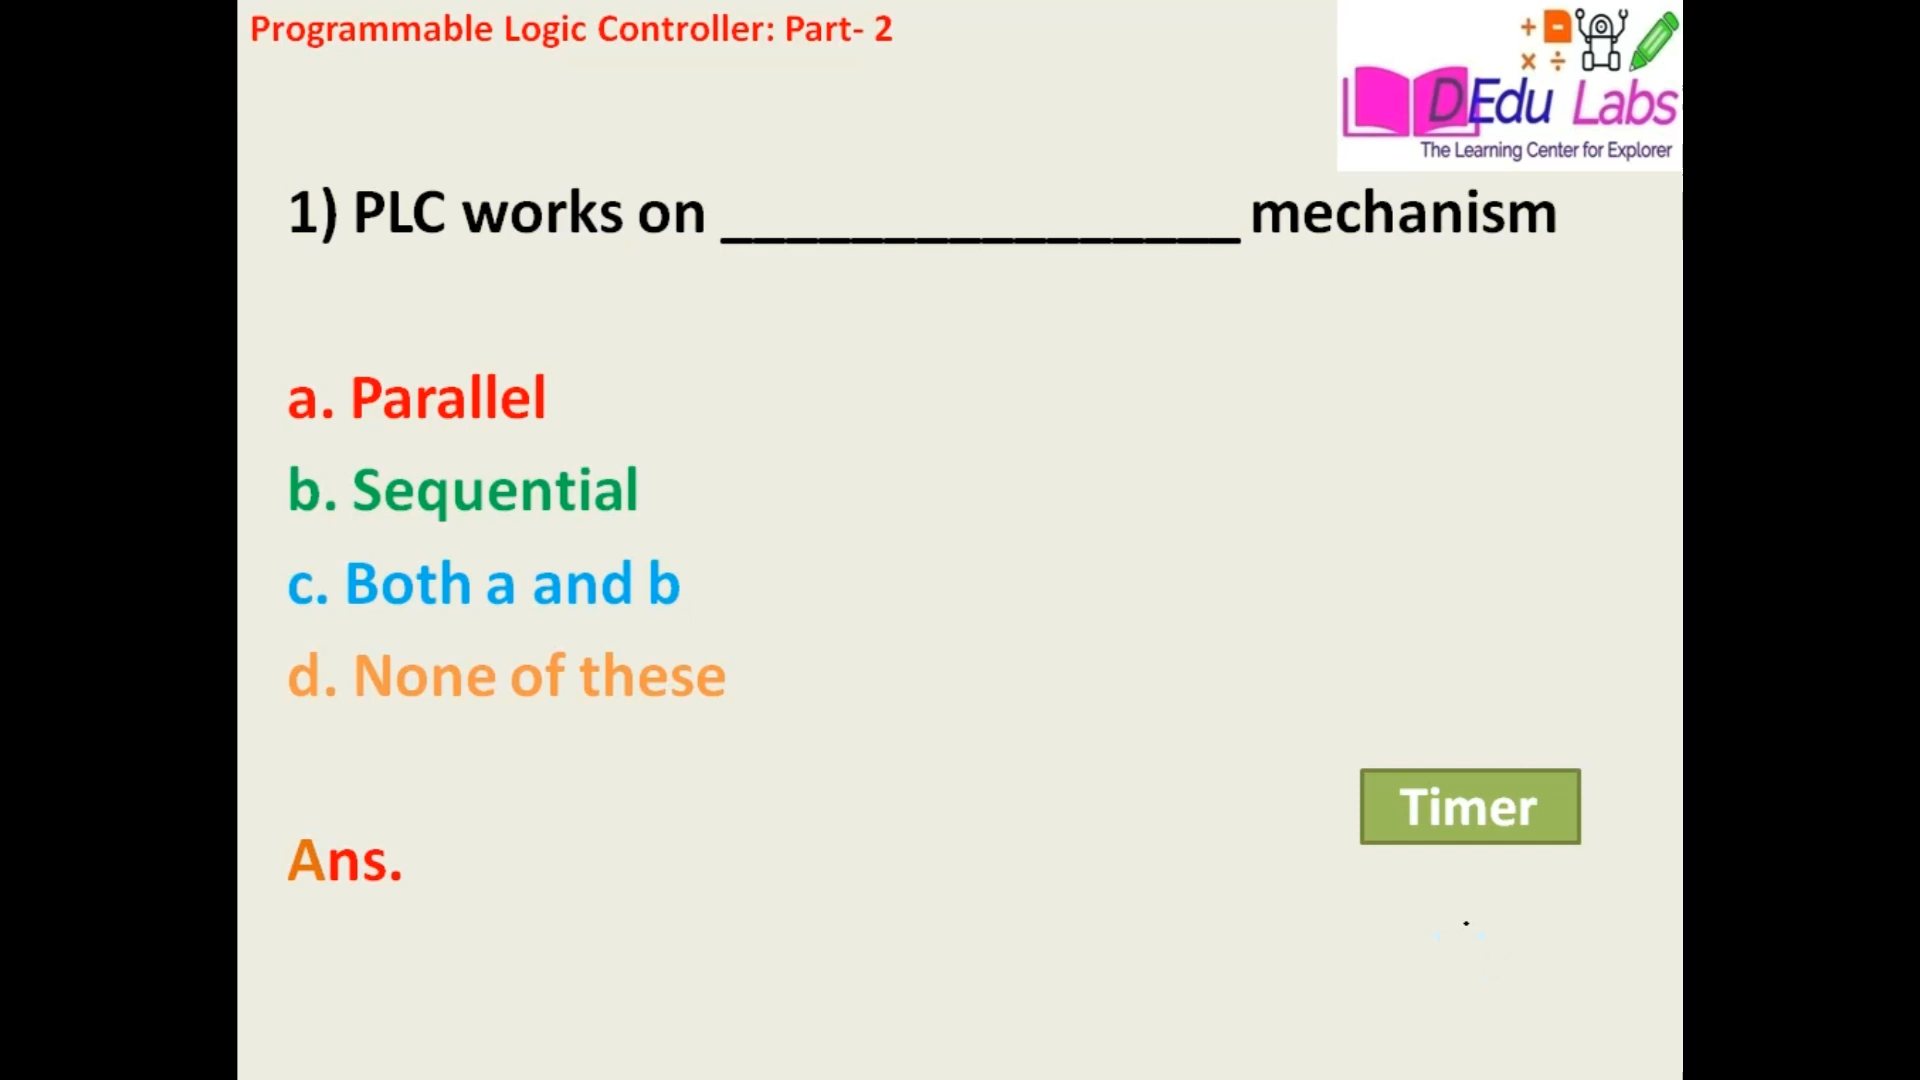 Programmable Logic Controller: Part- 2
+ -
× ÷
DEdu Labs
The Learning Center for Explorer
1) PLC works on ________________ mechanism
a. Parallel
b. Sequential
c. Both a and b
d. None of these
Timer
Ans.